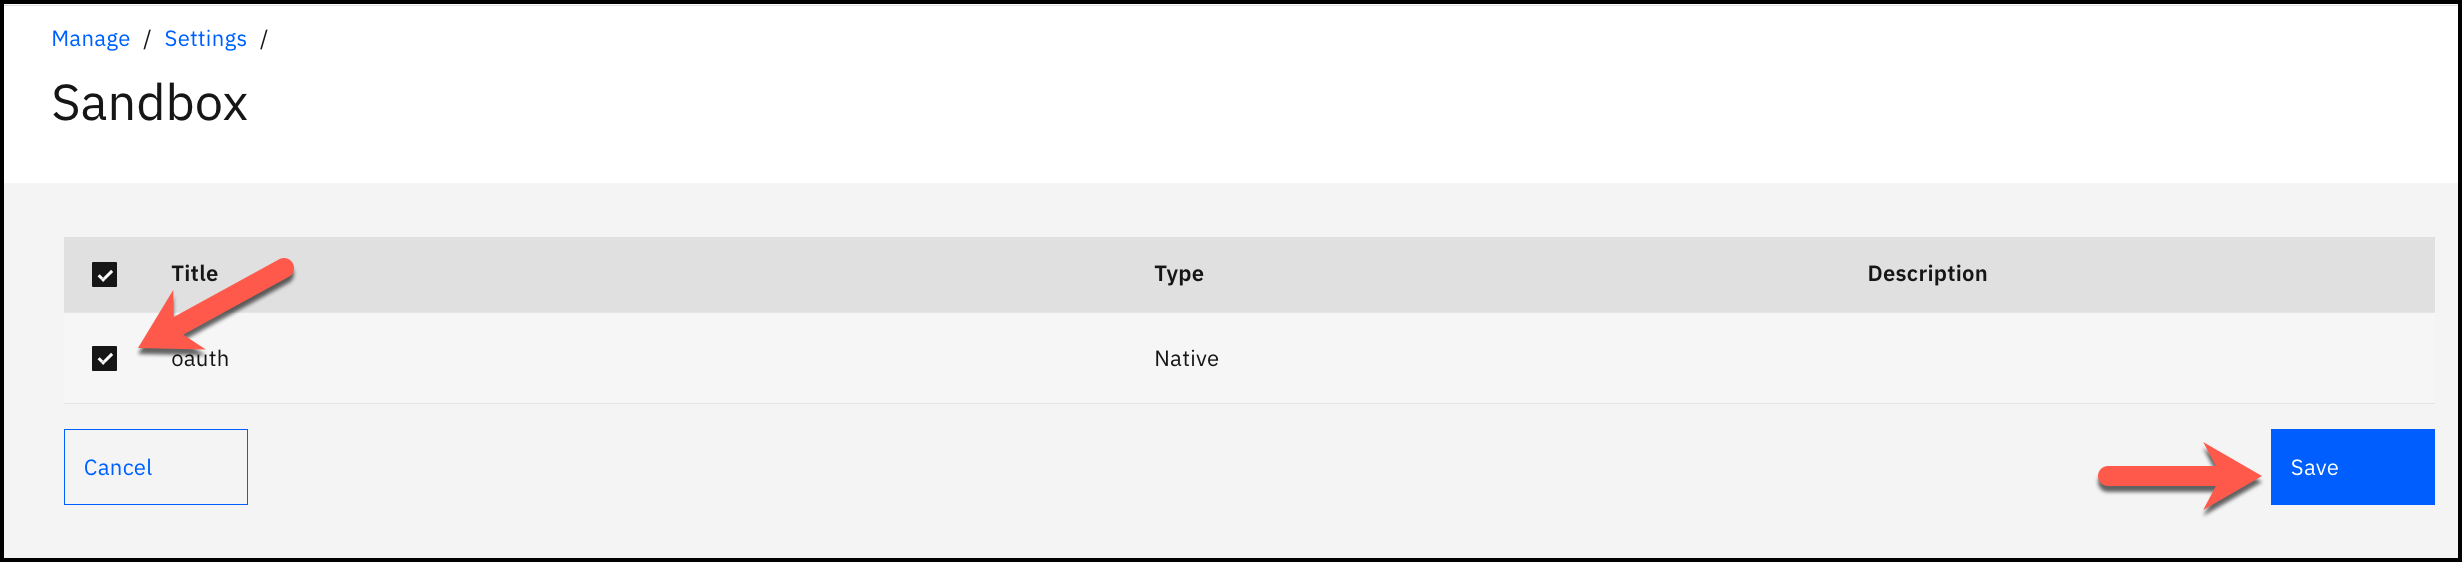 Manage / Settings /
Sandbox
Title Type Description
oauth Native
Cancel Save